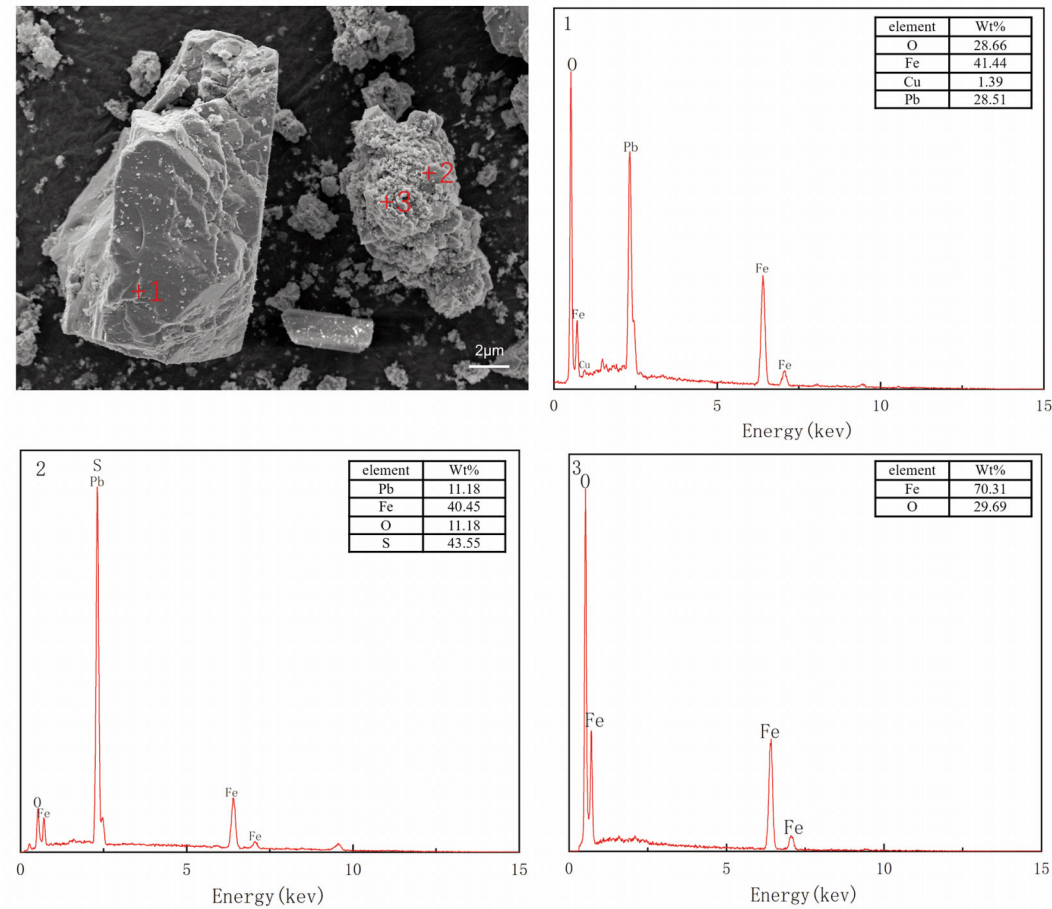 +1
+2
+3
2μm
1
element Wt%
O 28.66
Fe 41.44
Cu 1.39
Pb 28.51
O
Pb
Fe
Fe
Cu
Fe
0 5 10 15
Energy(kev)
2
element Wt%
Pb 11.18
Fe 40.45
O 11.18
S 43.55
S
Pb
O
Fe
Fe
Fe
0 5 10 15
Energy(kev)
3
element Wt%
Fe 70.31
O 29.69
O
Fe
Fe
Fe
0 5 10 15
Energy(kev)